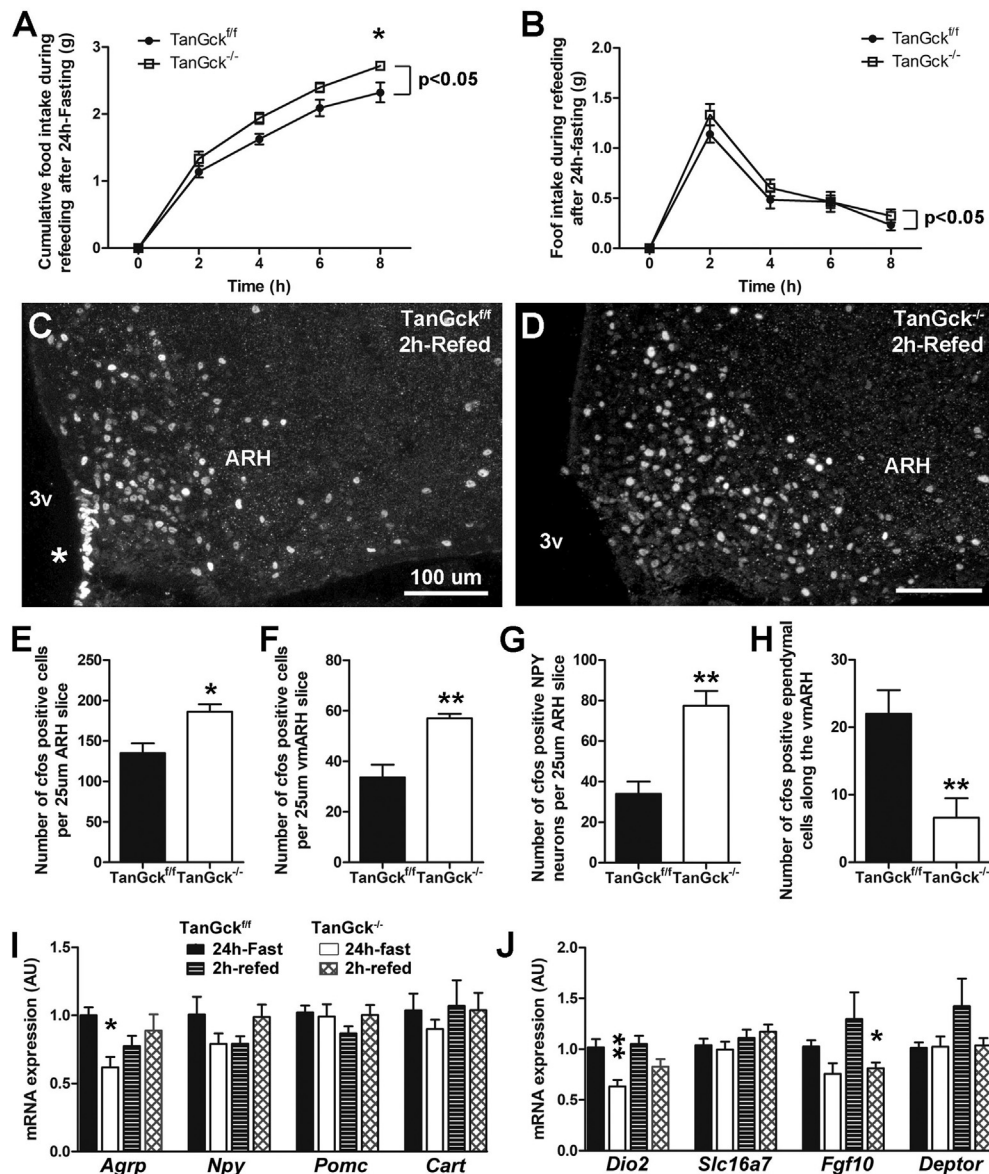 A
TanGck^f/f
TanGck^-/-
*
p<0.05
Cumulative food intake during
refeeding after 24h-Fasting (g)
3
2
1
0
0 2 4 6 8
Time (h)
B
TanGck^f/f
TanGck^-/-
p<0.05
Foof intake during refeeding
after 24h-fasting (g)
2.0
1.5
1.0
0.5
0.0
0 2 4 6 8
Time (h)
C
TanGck^f/f
2h-Refed
ARH
3v
*
100 um
D
TanGck^-/-
2h-Refed
ARH
3v
E
Number of cfos positive cells
per 25um ARH slice
250
200
150
100
50
0
*
TanGck^f/f TanGck^-/-
F
Number of cfos positive cells
per 25um vmARH slice
80
60
40
20
0
**
TanGck^f/f TanGck^-/-
G
Number of cfos positive NPY
neurons per 25um ARH slice
100
80
60
40
20
0
**
TanGck^f/f TanGck^-/-
H
Number of cfos positive ependymal
cells along the vmARH
30
20
10
0
**
TanGck^f/f TanGck^-/-
I
TanGck^f/f TanGck^-/-
24h-Fast 24h-fast
2h-refed 2h-refed
mRNA expression (AU)
1.5
1.0
0.5
0.0
*
Agrp Npy Pomc Cart
J
mRNA expression (AU)
2.0
1.5
1.0
0.5
0.0
**
*
Dio2 Slc16a7 Fgf10 Deptor